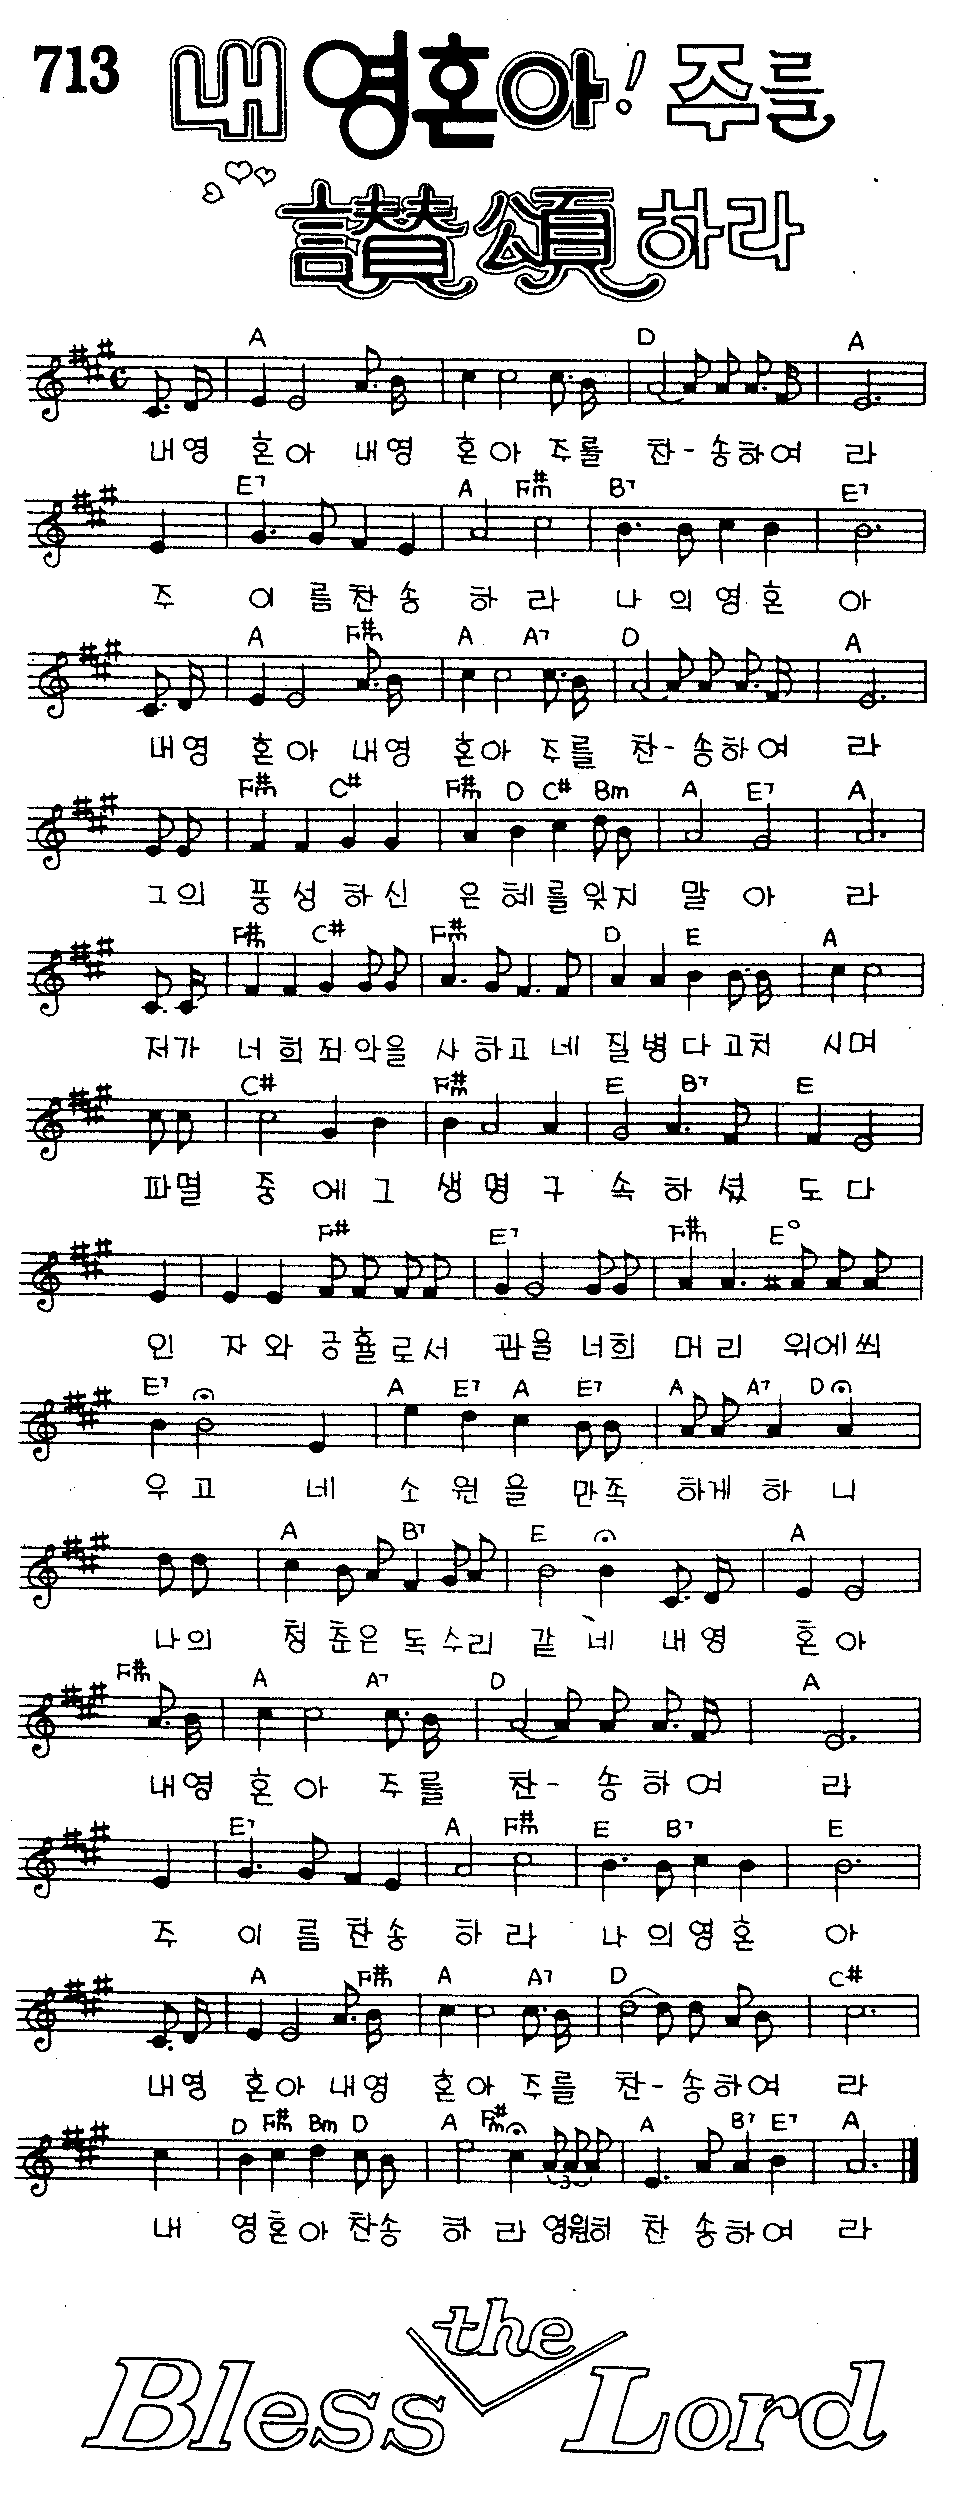 713 내 영혼아! 주를
讃頌하라
A D A
내영 혼아 내영 혼아 주를 찬-송하여 라
E7 A F#m B7 E7
주 이 름찬송 하라 나의영혼 아
A F#m A A7 D A
내영 혼아 내영 혼아 주를 찬-송하여 라
F#m C# F#m D C# Bm A E7 A
그의 풍성하신 은혜를잊지 말아 라
F#m C# F#m D E A
저가 너희죄악을 사하고네 질병다고쳐 시며
C# F#m E B7 E
파멸 중에그 생명구 속하셨 도다
F# E7 F#m E°
인 자와긍휼로서 관을너희 머리 위에씌
E7 A E7 A E7 A A7 D
우고 네 소원을만족 하게하니
A B7 E A
나의 청춘은독수리 같네 내영 혼아
F#m A A7 D A
내영 혼아 주를 찬-송하여 라
E7 A F#m E B7 E
주 이름찬송 하라 나의영혼 아
A F#m A A7 D C#
내영 혼아내영 혼아주를 찬-송하여 라
D F#m Bm D A F#m A B7 E7 A
3
내 영혼아찬송 하라영원히 찬송하여 라
Bless the Lord